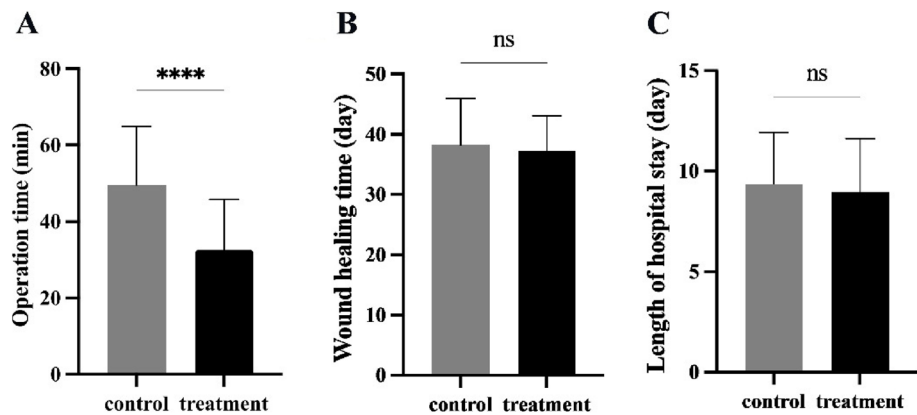 A
Operation time (min)
80
60
40
20
0
****
control treatment
B
Wound healing time (day)
50
40
30
20
10
0
ns
control treatment
C
Length of hospital stay (day)
15
10
5
0
ns
control treatment